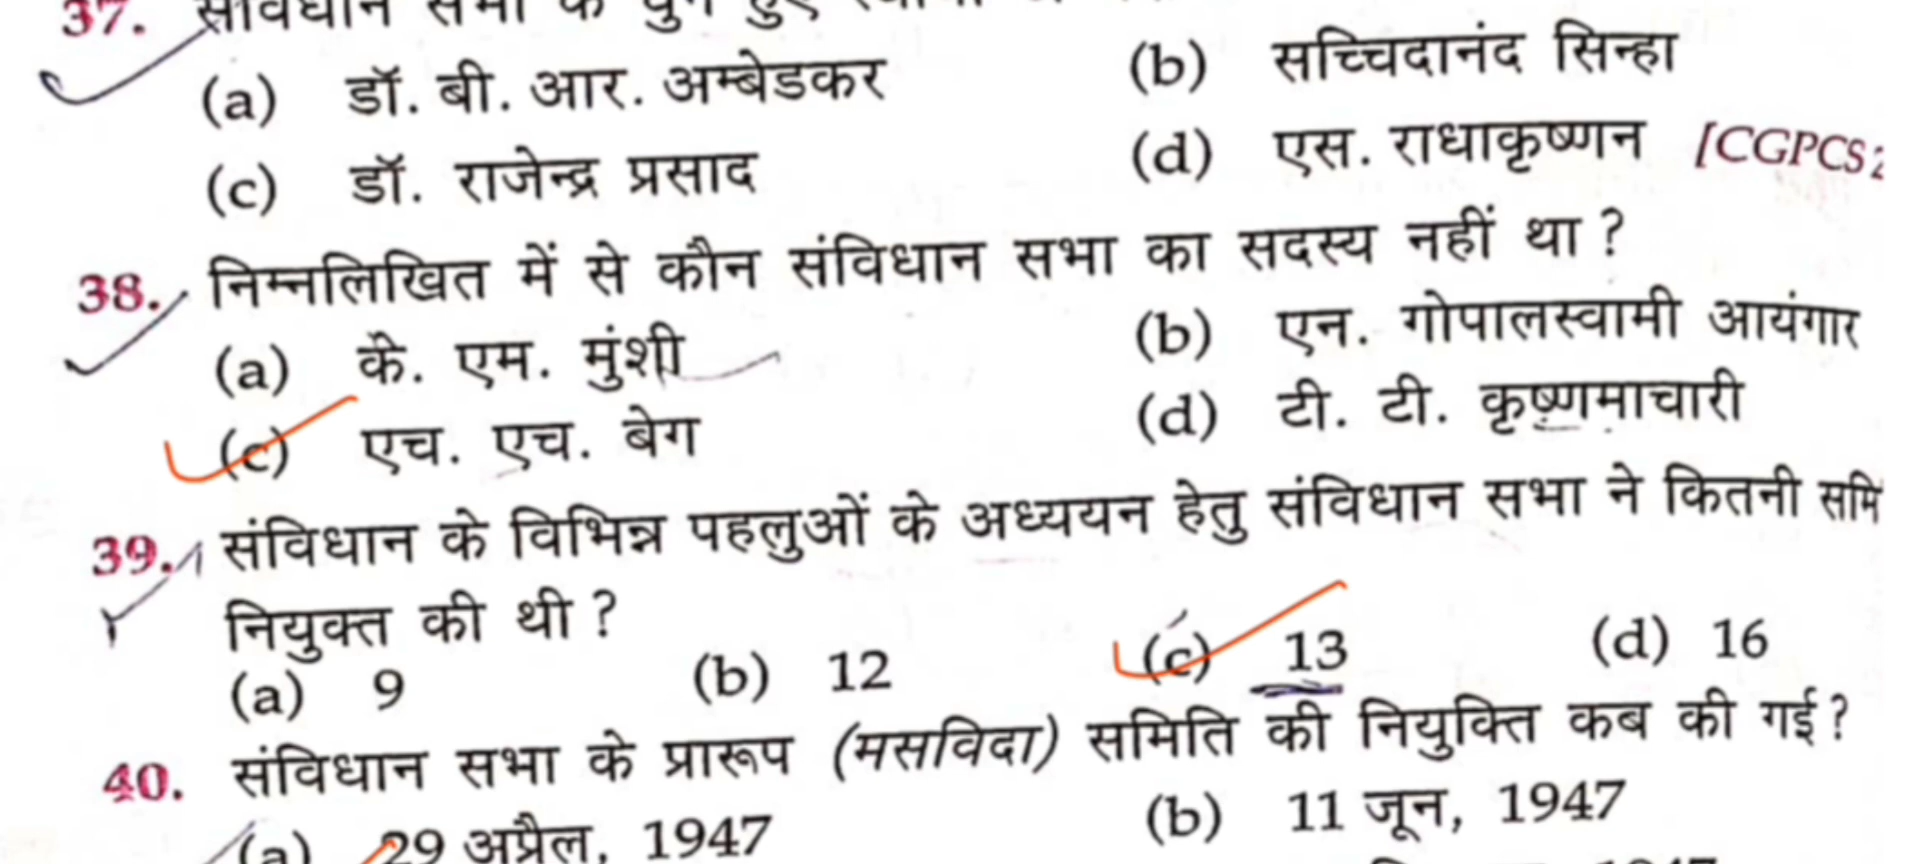 37. संविधान सभा के चुने हुए
(a) डॉ. बी. आर. अम्बेडकर (b) सच्चिदानंद सिन्हा
(c) डॉ. राजेन्द्र प्रसाद (d) एस. राधाकृष्णन [CGPCS
38. निम्नलिखित में से कौन संविधान सभा का सदस्य नहीं था ?
(a) के. एम. मुंशी (b) एन. गोपालस्वामी आयंगार
(c) एच. एच. बेग (d) टी. टी. कृष्णमाचारी
39. संविधान के विभिन्न पहलुओं के अध्ययन हेतु संविधान सभा ने कितनी समि
नियुक्त की थी ?
(a) 9 (b) 12 (c) 13 (d) 16
40. संविधान सभा के प्रारूप (मसविदा) समिति की नियुक्ति कब की गई ?
(a) 29 अप्रैल, 1947 (b) 11 जून, 1947